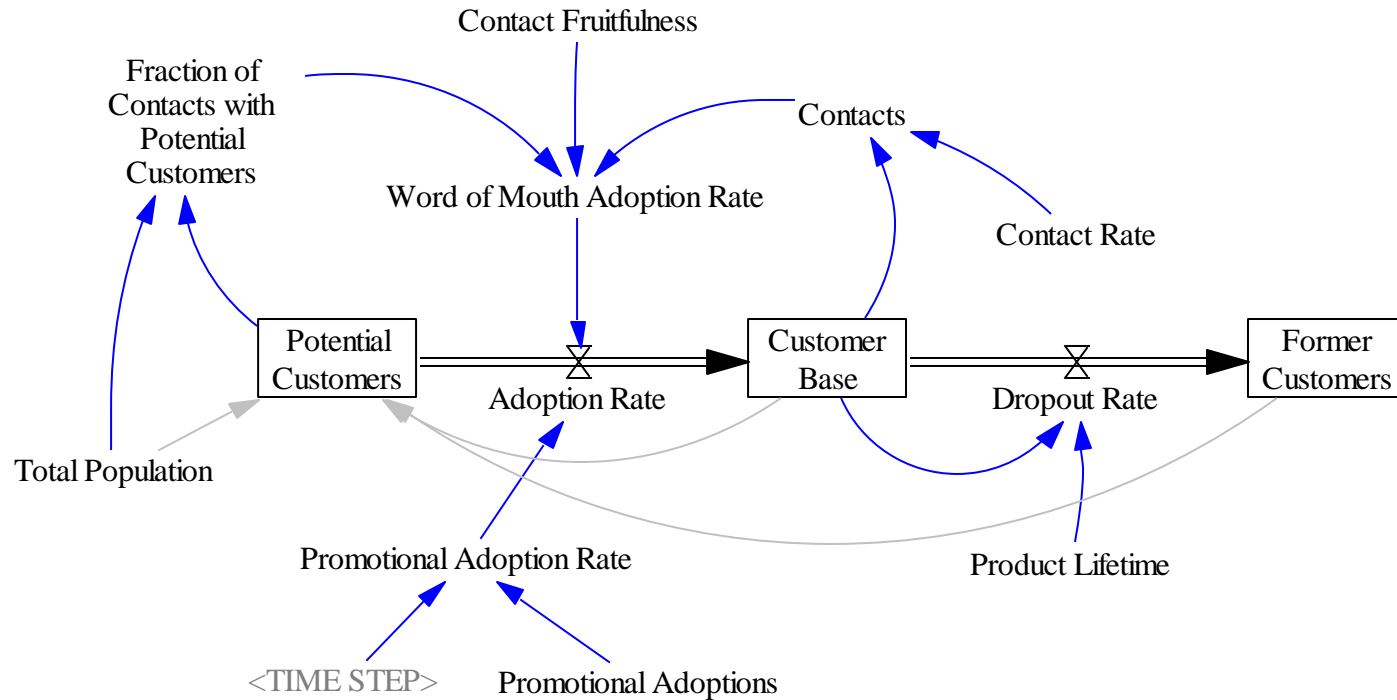 Contact Fruitfulness
Fraction of
Contacts with
Potential
Customers
Contacts
Word of Mouth Adoption Rate
Contact Rate
Potential
Customers
Customer
Base
Former
Customers
Adoption Rate
Dropout Rate
Total Population
Promotional Adoption Rate
Product Lifetime
<TIME STEP>
Promotional Adoptions